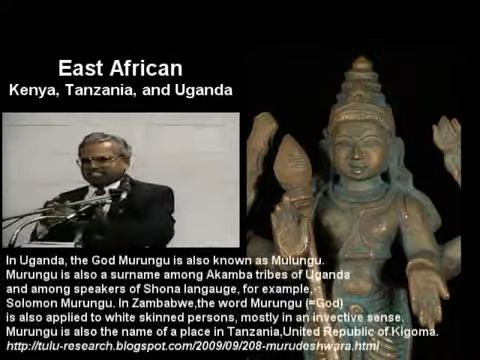 East African
Kenya, Tanzania, and Uganda
In Uganda, the God Murungu is also known as Mulungu.
Murungu is also a surname among Akamba tribes of Uganda
and among speakers of Shona langauge, for example,
Solomon Murungu. In Zambabwe,the word Murungu (=God)
is also applied to white skinned persons, mostly in an invective sense.
Murungu is also the name of a place in Tanzania,United Republic of Kigoma.
http://tulu-research.blogspot.com/2009/09/208-murudeshwara.html